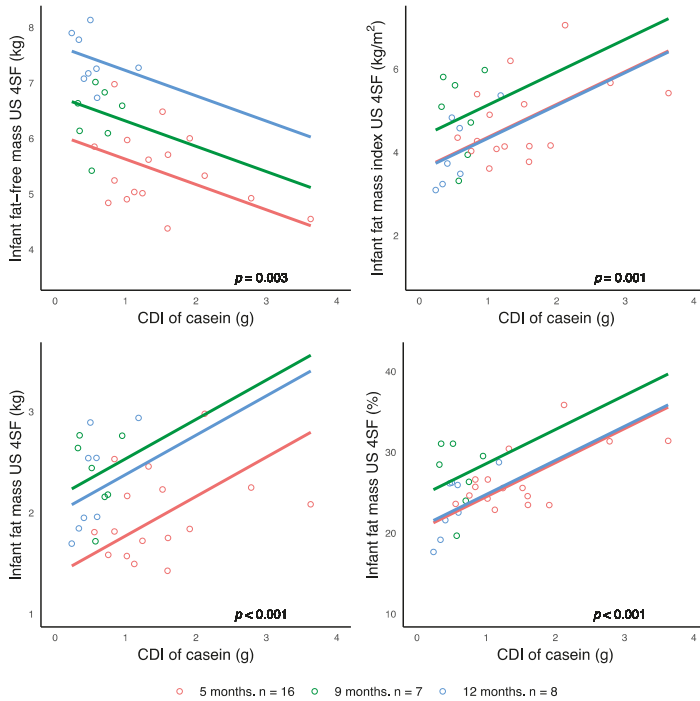 Infant fat-free mass US 4SF (kg)
8
7
6
5
4
p = 0.003
0 1 2 3 4
CDI of casein (g)
Infant fat mass index US 4SF (kg/m²)
6
4
2
p = 0.001
0 1 2 3 4
CDI of casein (g)
Infant fat mass US 4SF (kg)
3
2
1
p < 0.001
0 1 2 3 4
CDI of casein (g)
Infant fat mass US 4SF (%)
40
30
20
10
p < 0.001
0 1 2 3 4
CDI of casein (g)
5 months. n = 16 9 months. n = 7 12 months. n = 8